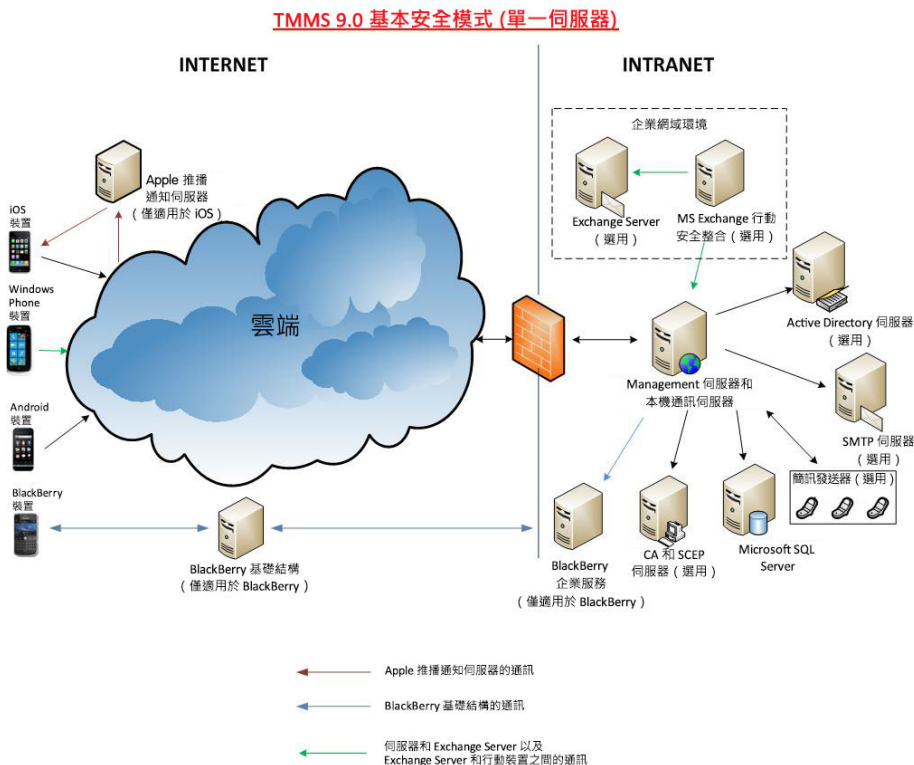 TMMS 9.0 基本安全模式 (單一伺服器)
INTERNET
INTRANET
企業網域環境
Exchange Server
（選用）
MS Exchange 行動
安全整合（選用）
Apple 推播
通知伺服器
（僅適用於 iOS）
iOS
裝置
Windows
Phone
裝置
雲端
Android
裝置
BlackBerry
裝置
BlackBerry 基礎結構
（僅適用於 BlackBerry）
Management 伺服器和
本機通訊伺服器
Active Directory 伺服器
（選用）
SMTP 伺服器
（選用）
簡訊發送器（選用）
BlackBerry
企業服務
（僅適用於 BlackBerry）
CA 和 SCEP
伺服器（選用）
Microsoft SQL
Server
Apple 推播通知伺服器的通訊
BlackBerry 基礎結構的通訊
伺服器和 Exchange Server 以及
Exchange Server 和行動裝置之間的通訊